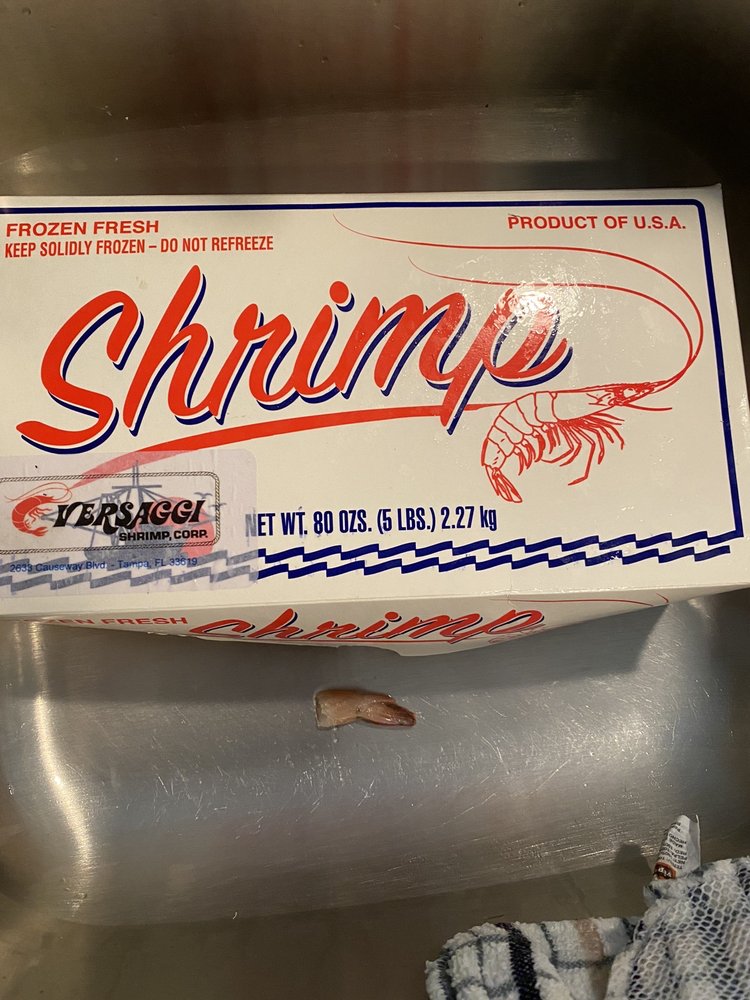 FROZEN FRESH
PRODUCT OF U.S.A.
KEEP SOLIDLY FROZEN – DO NOT REFREEZE
Shrimp
VERSAGGI
SHRIMP, CORP.
NET WT. 80 OZS. (5 LBS.) 2.27 kg
2633 Causeway Blvd. - Tampa, FL 33619
FRESH
Shrimp